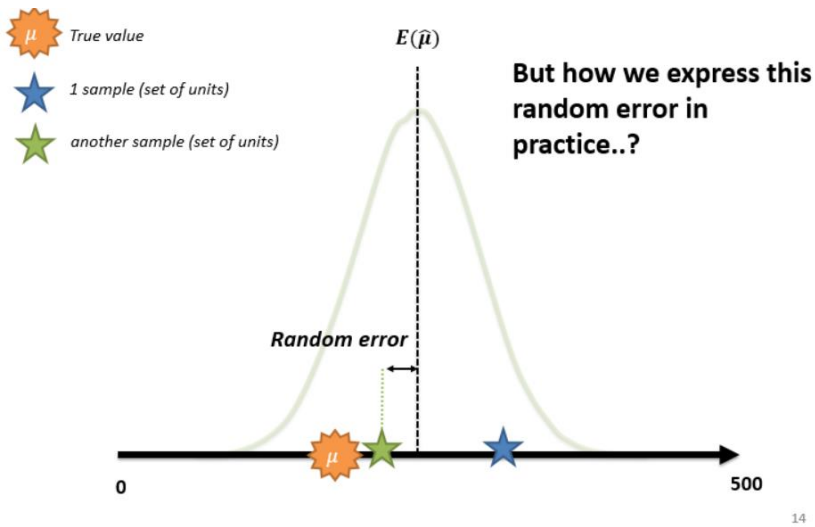 μ True value
1 sample (set of units)
another sample (set of units)
E(μ̂)
But how we express this
random error in
practice..?
Random error
μ
0
500
14